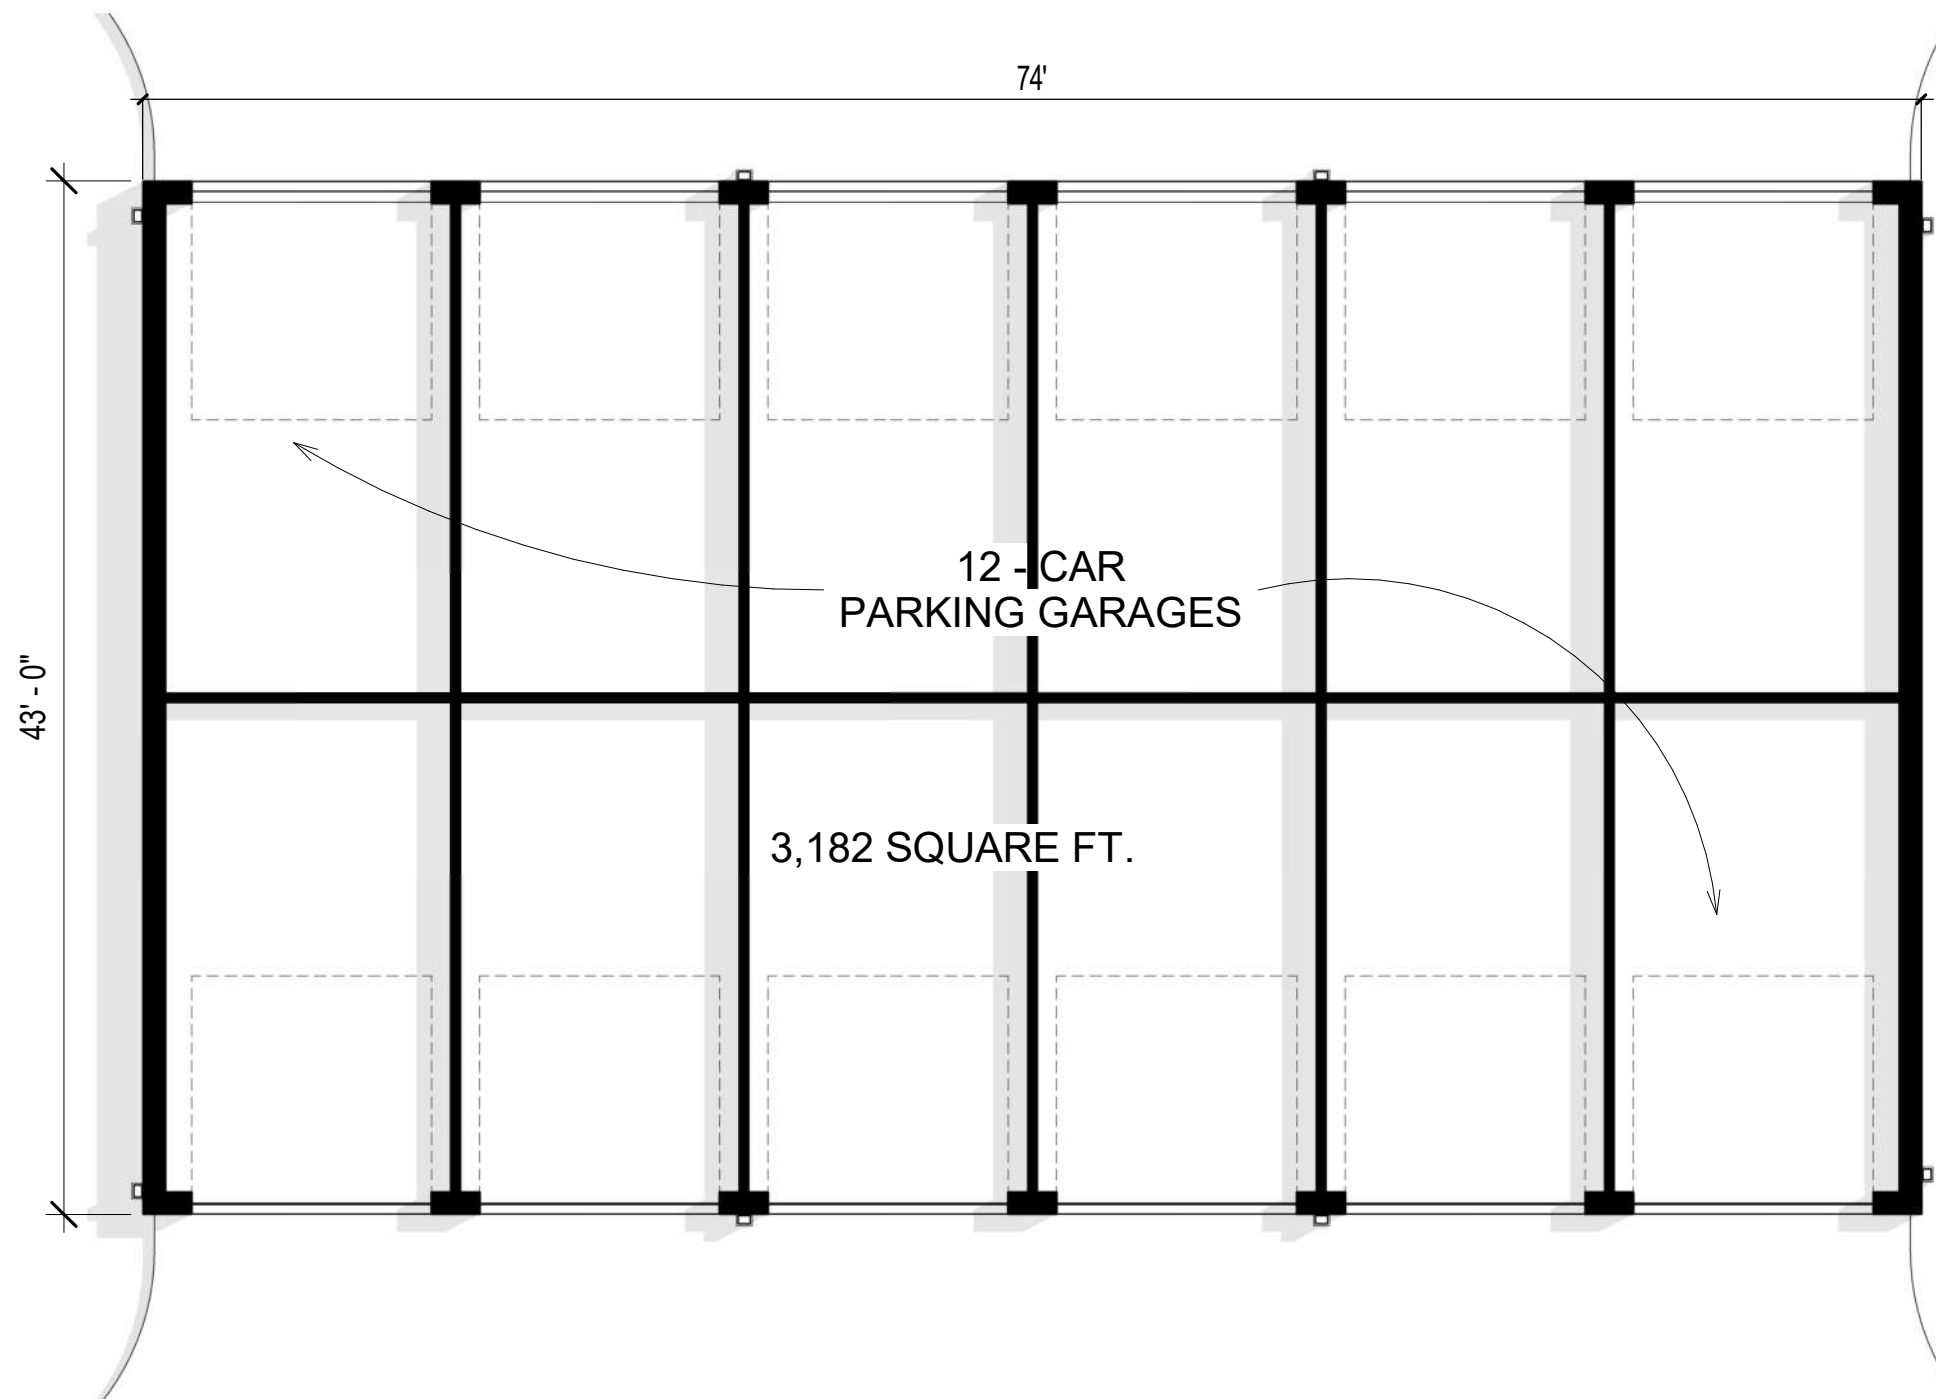 74'
12 - CAR
PARKING GARAGES
43' - 0"
3,182 SQUARE FT.